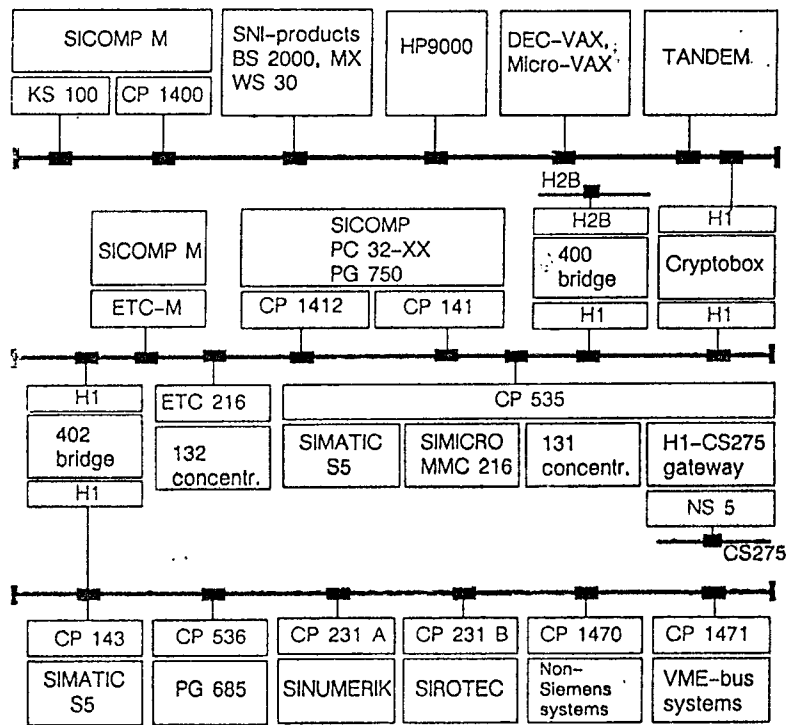 SICOMP M
KS 100
CP 1400
SNI-products
BS 2000, MX
WS 30
HP9000
DEC-VAX,
Micro-VAX
TANDEM
H2B
H2B
400
bridge
H1
H1
Cryptobox
H1
SICOMP M
ETC-M
SICOMP
PC 32-XX
PG 750
CP 1412
CP 141
H1
402
bridge
H1
ETC 216
132
concentr.
CP 535
SIMATIC
S5
SIMICRO
MMC 216
131
concentr.
H1-CS275
gateway
NS 5
CS275
CP 143
SIMATIC
S5
CP 536
PG 685
CP 231 A
SINUMERIK
CP 231 B
SIROTEC
CP 1470
Non-
Siemens
systems
CP 1471
VME-bus
systems